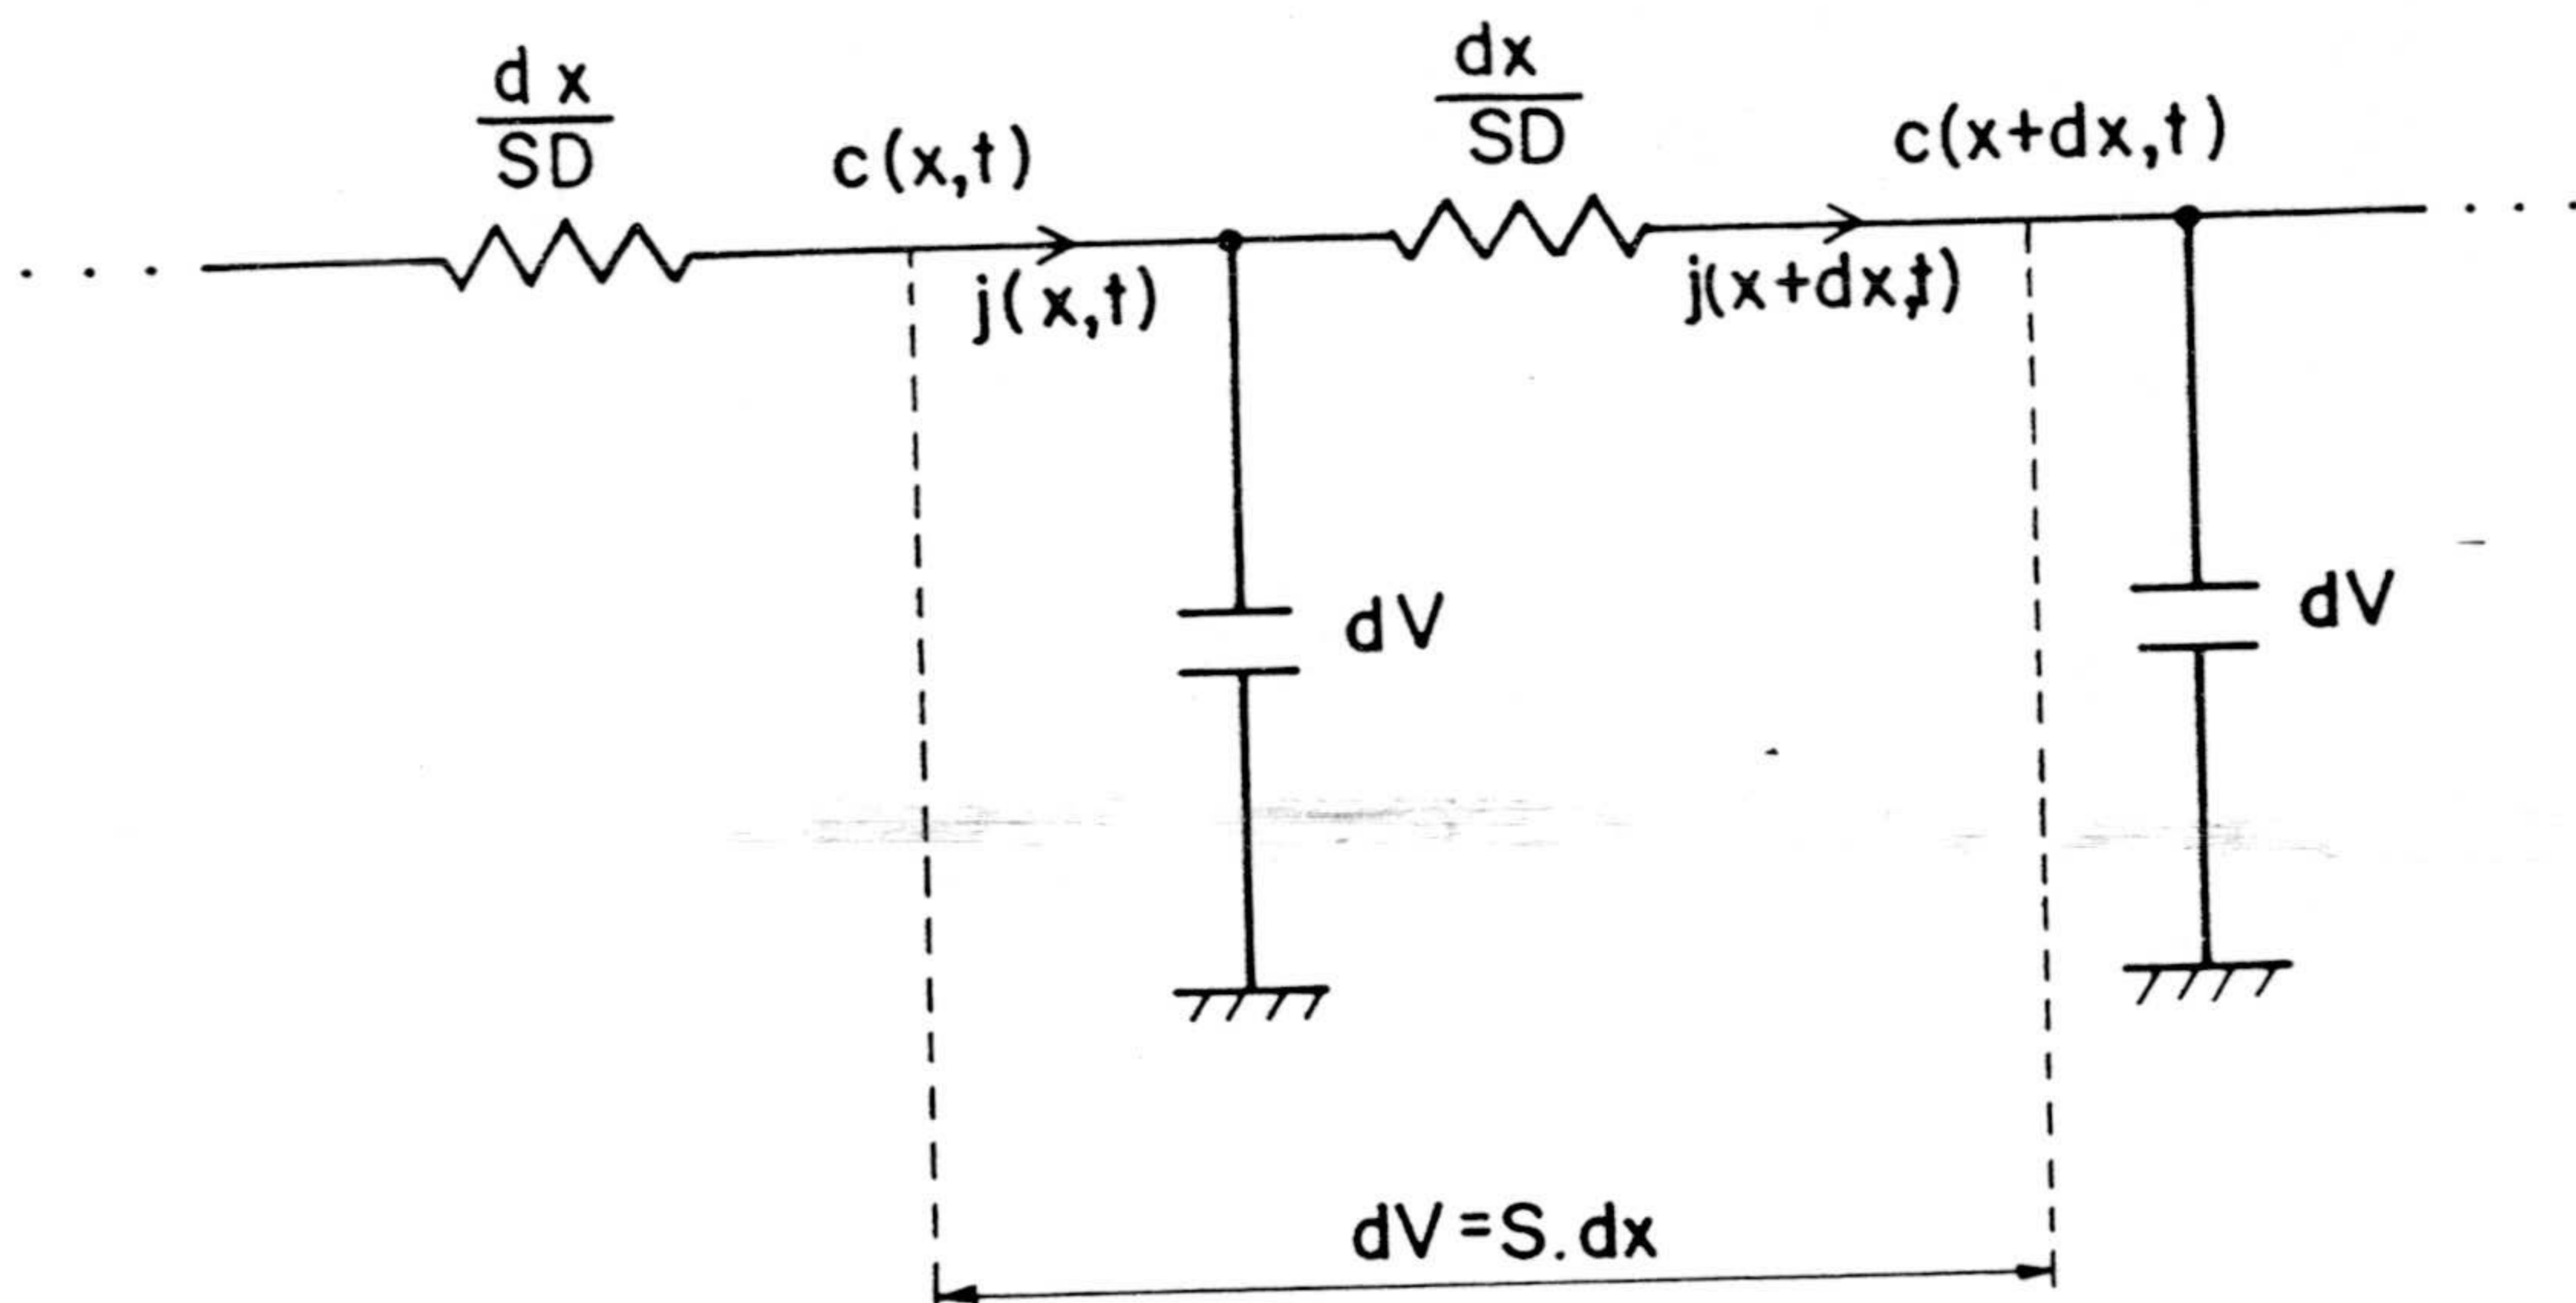 dx
SD
c(x,t)
j(x,t)
dx
SD
c(x+dx,t)
j(x+dx,t)
dV
dV
dV=S.dx